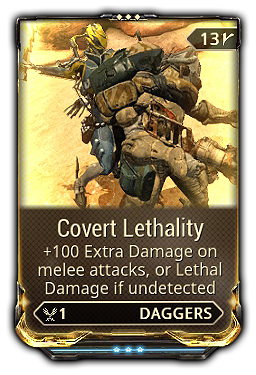 13
Covert Lethality
+100 Extra Damage on
melee attacks, or Lethal
Damage if undetected
1 DAGGERS